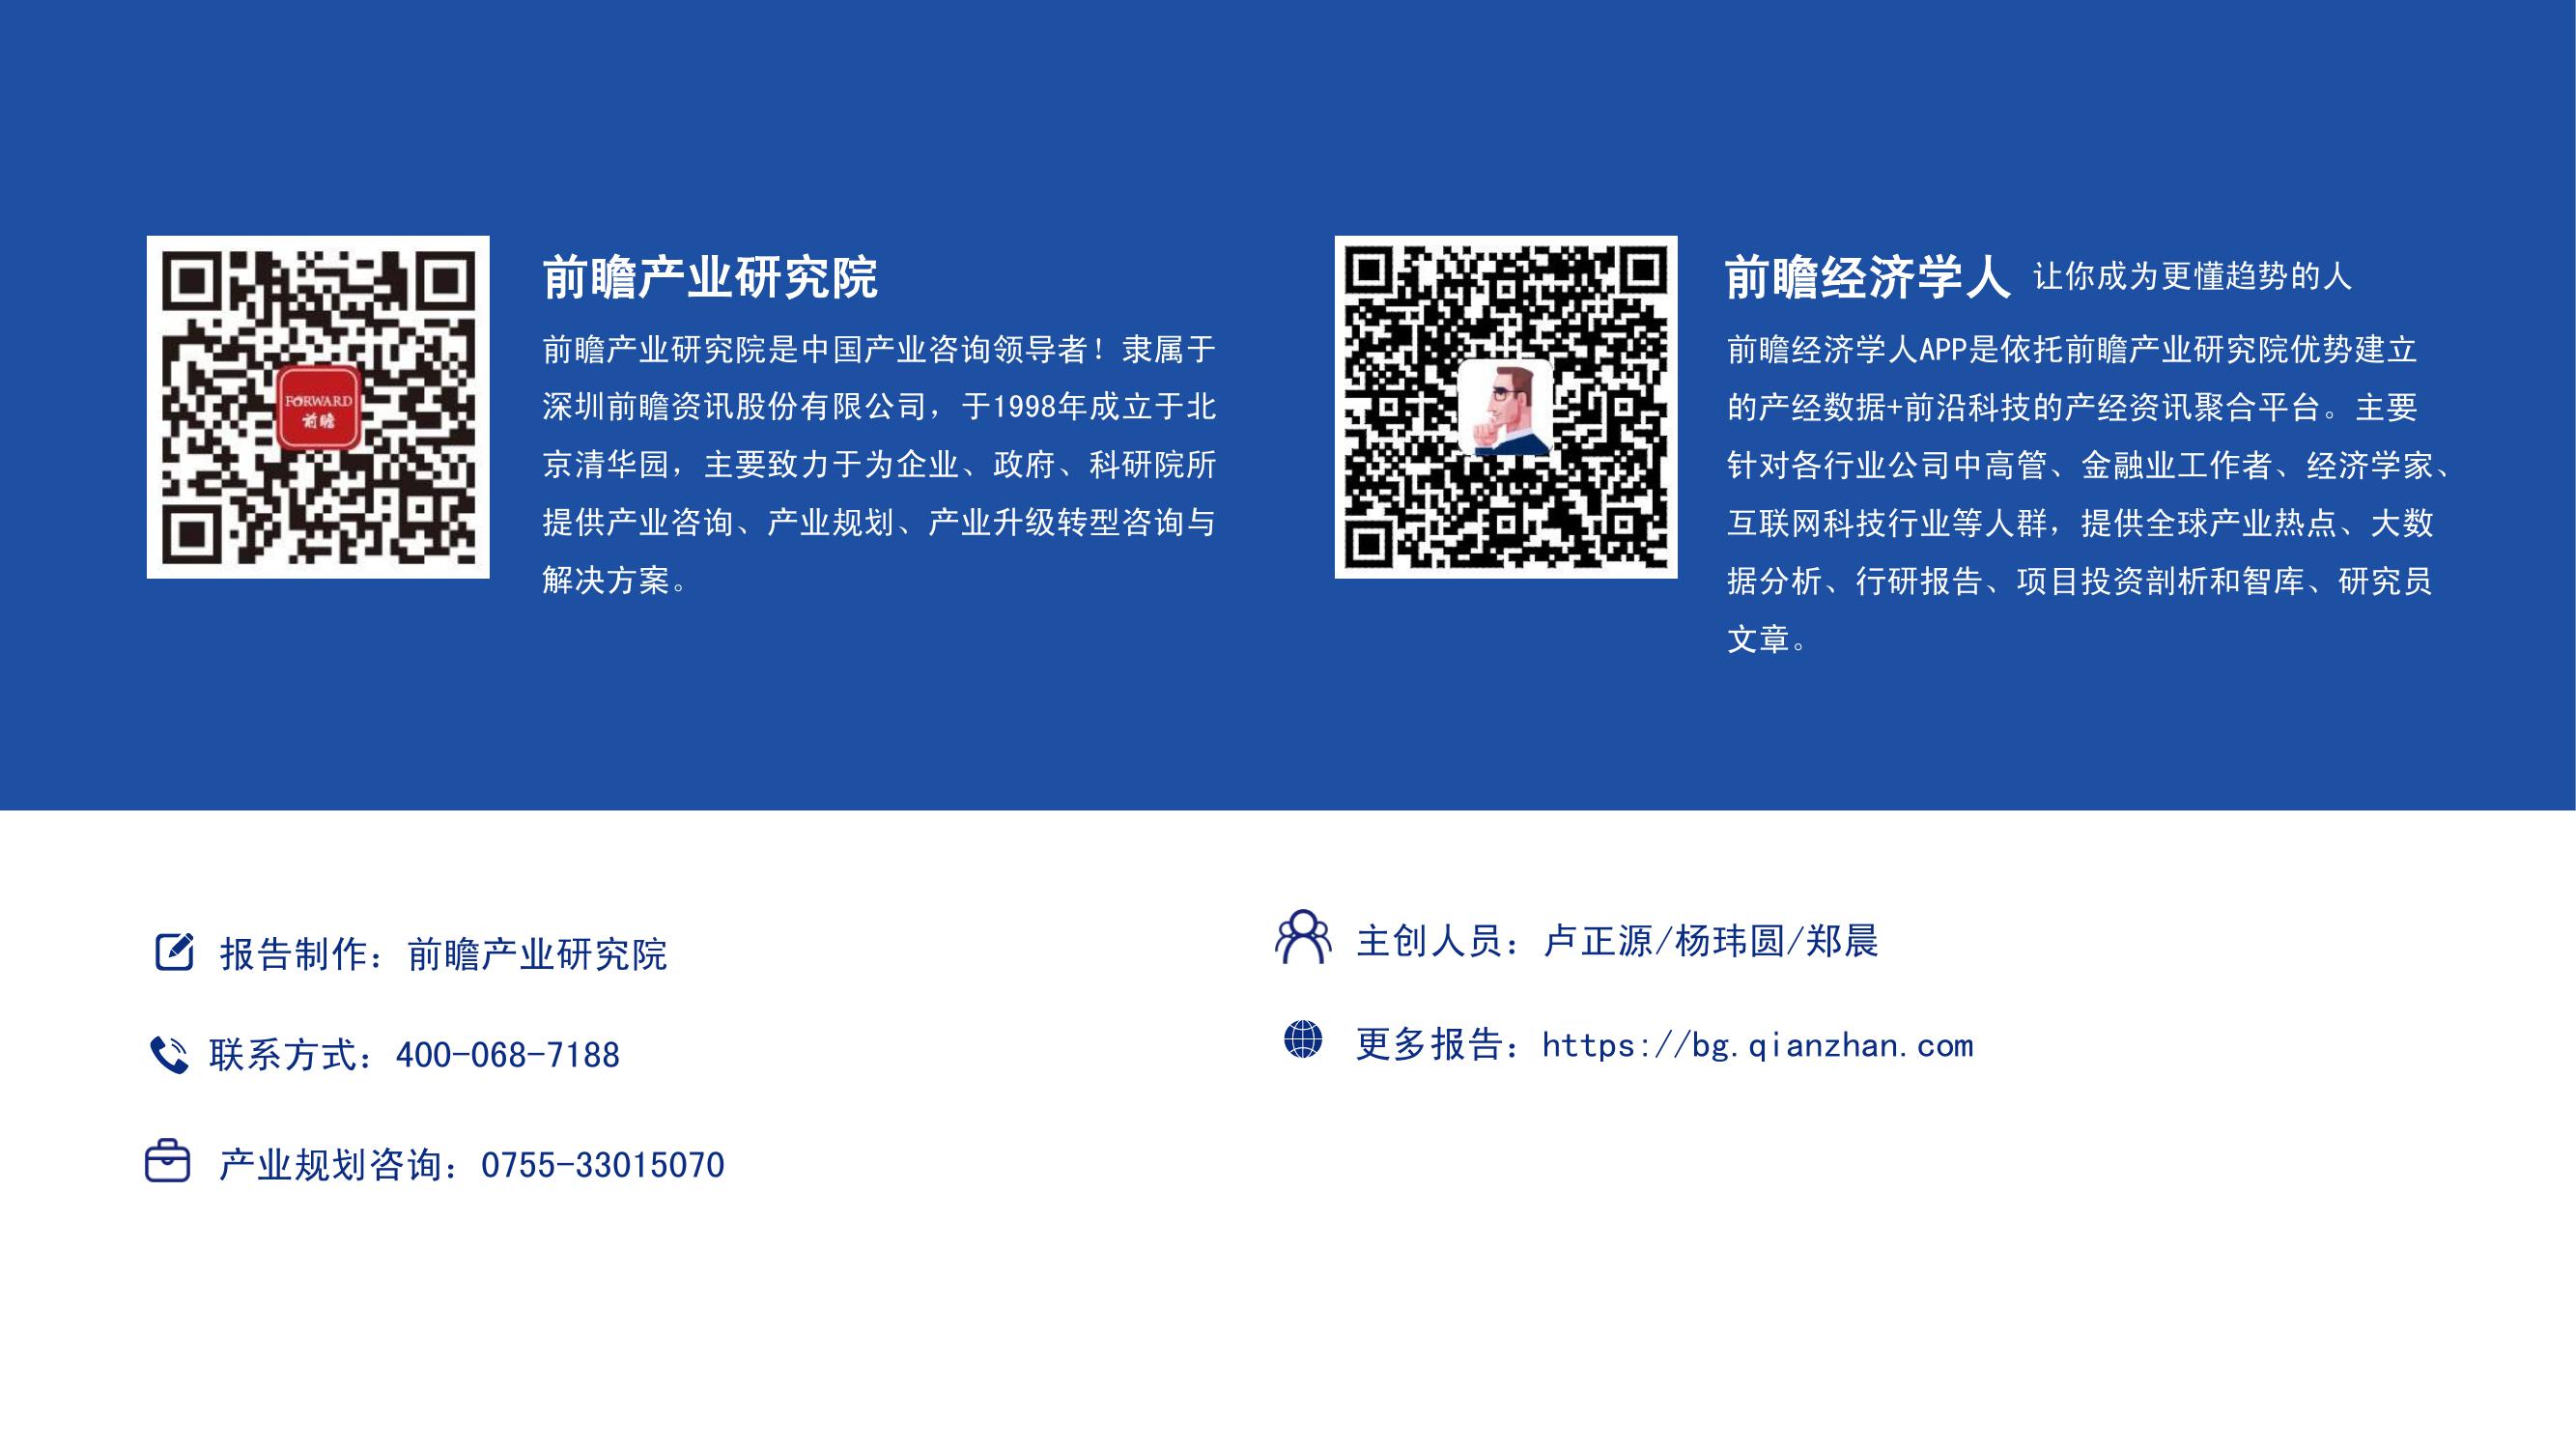 FORWARD
前瞻
前瞻产业研究院
前瞻产业研究院是中国产业咨询领导者！隶属于
深圳前瞻资讯股份有限公司，于1998年成立于北
京清华园，主要致力于为企业、政府、科研院所
提供产业咨询、产业规划、产业升级转型咨询与
解决方案。
前瞻经济学人 让你成为更懂趋势的人
前瞻经济学人APP是依托前瞻产业研究院优势建立
的产经数据+前沿科技的产经资讯聚合平台。主要
针对各行业公司中高管、金融业工作者、经济学家、
互联网科技行业等人群，提供全球产业热点、大数
据分析、行研报告、项目投资剖析和智库、研究员
文章。
报告制作：前瞻产业研究院
联系方式：400-068-7188
产业规划咨询：0755-33015070
主创人员：卢正源/杨玮圆/郑晨
更多报告：https://bg.qianzhan.com